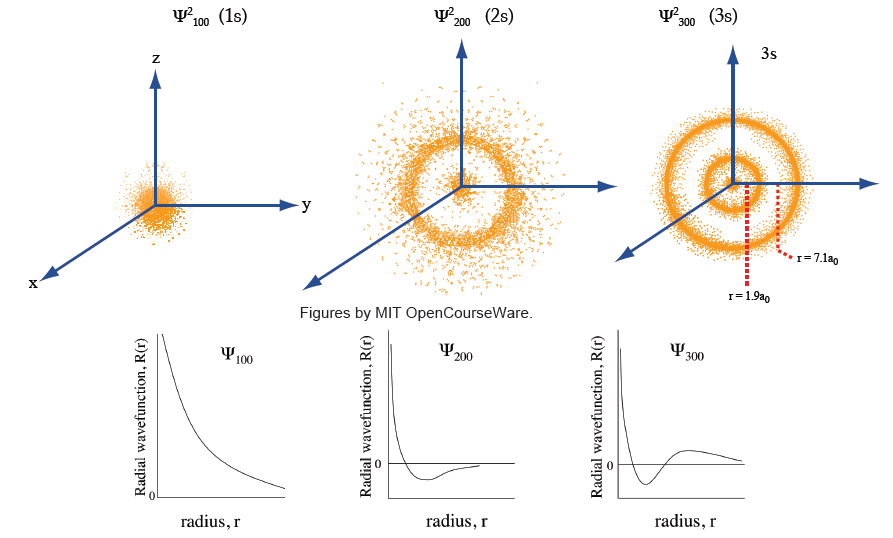 Ψ²₁₀₀ (1s)
Ψ²₂₀₀ (2s)
Ψ²₃₀₀ (3s)
z
y
x
3s
r = 7.1a₀
r = 1.9a₀
Figures by MIT OpenCourseWare.
Radial wavefunction, R(r)
0
Ψ₁₀₀
radius, r
Radial wavefunction, R(r)
0
Ψ₂₀₀
radius, r
Radial wavefunction, R(r)
0
Ψ₃₀₀
radius, r